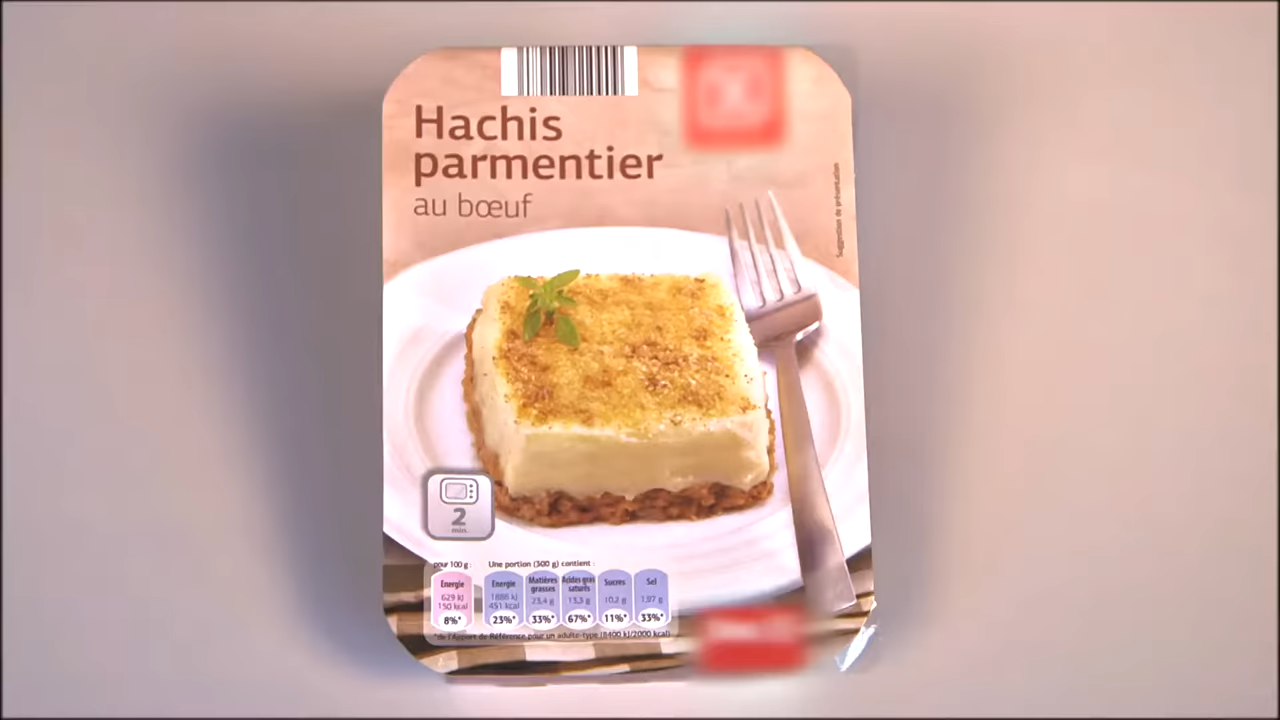 Hachis
parmentier
au bœuf
Suggestion de présentation
2
min.
pour 100 g : Une portion (300 g) contient :
Energie Energie Matières grasses Acides gras saturés Sucres Sel
629 kJ 1888 kJ 23,4 g 13,3 g 10,2 g 1,97 g
150 kcal 451 kcal
8%* 23%* 33%* 67%* 11%* 33%*
*de l'Apport de Référence pour un adulte-type (8400 kJ/2000 kcal)